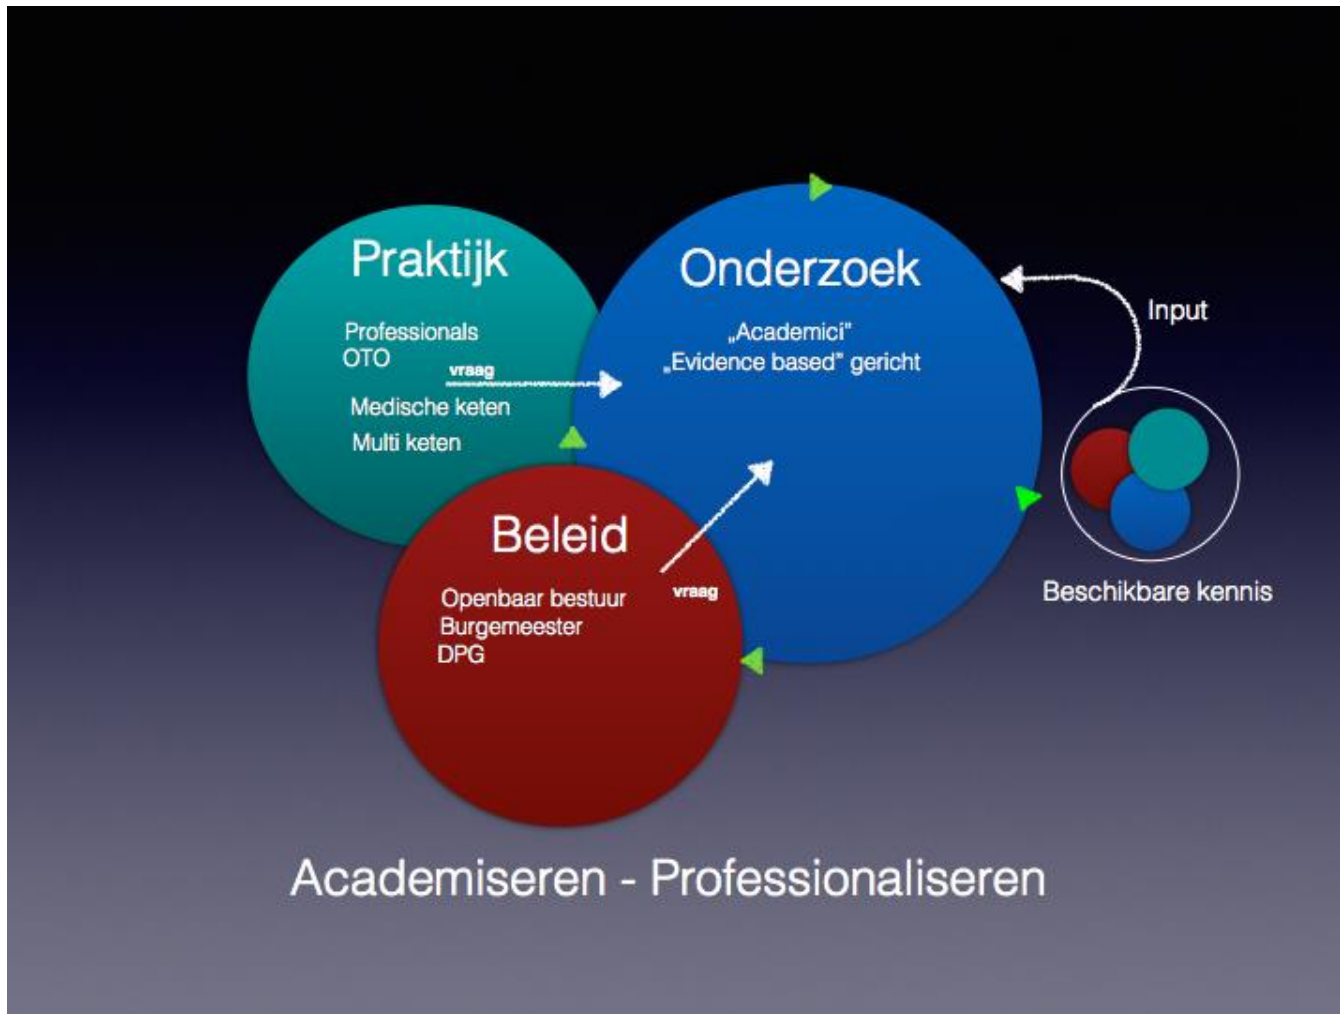 Praktijk
Professionals
OTO
vraag
Medische keten
Multi keten
Onderzoek
„Academici”
„Evidence based” gericht
Input
Beschikbare kennis
Beleid
Openbaar bestuur
Burgemeester
DPG
vraag
Academiseren - Professionaliseren